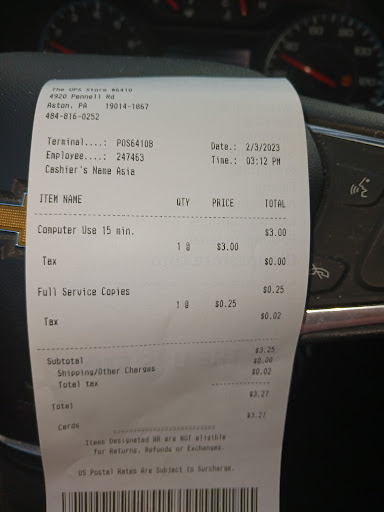 The UPS Store #6410
4920 Pennell Rd
Aston, PA 19014-1867
484-816-0252
Terminal....: POS6410B Date.: 2/3/2023
Employee....: 247463 Time.: 03:12 PM
Cashier's Name Asia
ITEM NAME QTY PRICE TOTAL
Computer Use 15 min. $3.00
1 @ $3.00
Tax $0.00
Full Service Copies $0.25
1 @ $0.25
Tax $0.02
Subtotal $3.25
Shipping/Other Charges $0.00
Total tax $0.02
Total $3.27
Cards $3.27
Items Designated NR are NOT eligible
for Returns, Refunds or Exchanges.
US Postal Rates Are Subject to Surcharge.